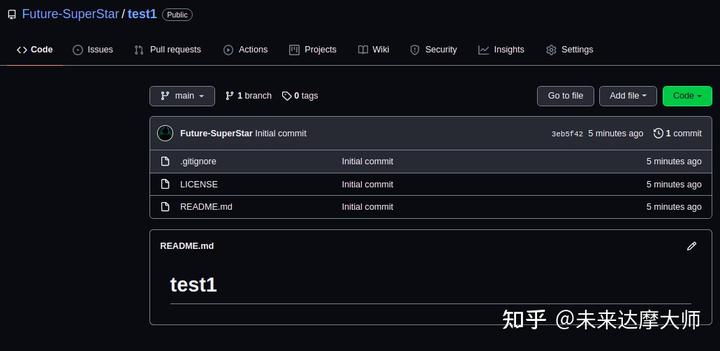 Future-SuperStar / test1 Public
Code Issues Pull requests Actions Projects Wiki Security Insights Settings
main 1 branch 0 tags Go to file Add file Code
Future-SuperStar Initial commit 3eb5f42 5 minutes ago 1 commit
.gitignore Initial commit 5 minutes ago
LICENSE Initial commit 5 minutes ago
README.md Initial commit 5 minutes ago
README.md
test1
知乎 @未来达摩大师